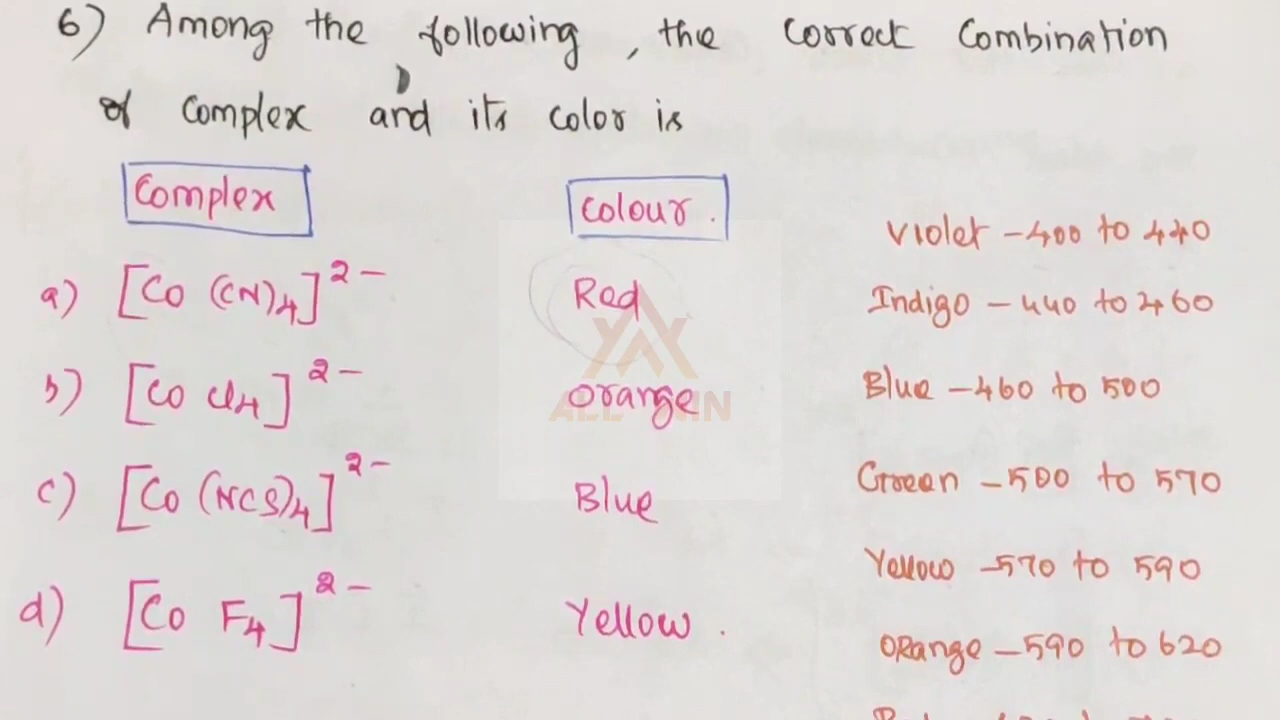 6) Among the following, the correct Combination
of Complex and its color is
Complex
Colour.
a) [Co (CN)4]2-
Red
b) [Co Cl4]2-
orange
c) [Co (NCS)4]2-
Blue
d) [Co F4]2-
Yellow.
Violet - 400 to 440
Indigo - 440 to 460
Blue - 460 to 500
Green - 500 to 570
Yellow - 570 to 590
ORange - 590 to 620